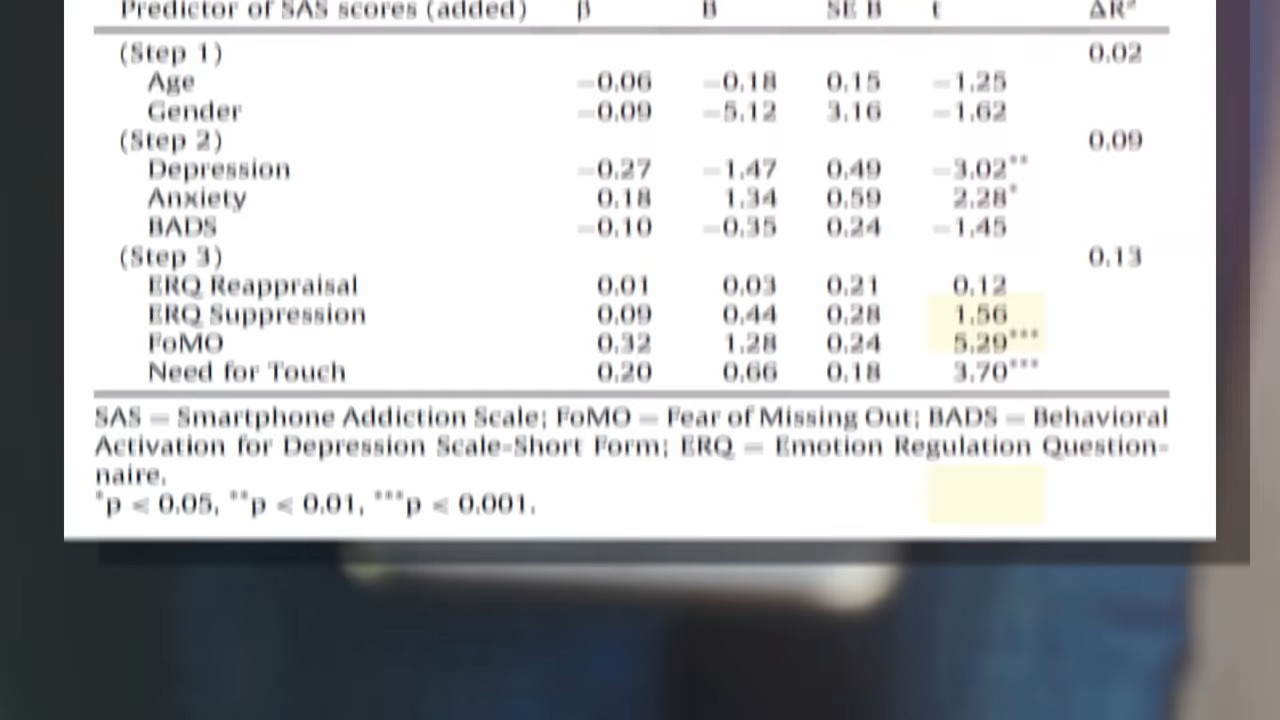 Predictor of SAS scores (added) β B SE B t ΔR²
(Step 1) 0.02
Age −0.06 −0.18 0.15 −1.25
Gender −0.09 −5.12 3.16 −1.62
(Step 2) 0.09
Depression −0.27 −1.47 0.49 −3.02**
Anxiety 0.18 1.34 0.59 2.28*
BADS −0.10 −0.35 0.24 −1.45
(Step 3) 0.13
ERQ Reappraisal 0.01 0.03 0.21 0.12
ERQ Suppression 0.09 0.44 0.28 1.56
FoMO 0.32 1.28 0.24 5.29***
Need for Touch 0.20 0.66 0.18 3.70***
SAS = Smartphone Addiction Scale; FoMO = Fear of Missing Out; BADS = Behavioral
Activation for Depression Scale-Short Form; ERQ = Emotion Regulation Question-
naire.
*p < 0.05, **p < 0.01, ***p < 0.001.